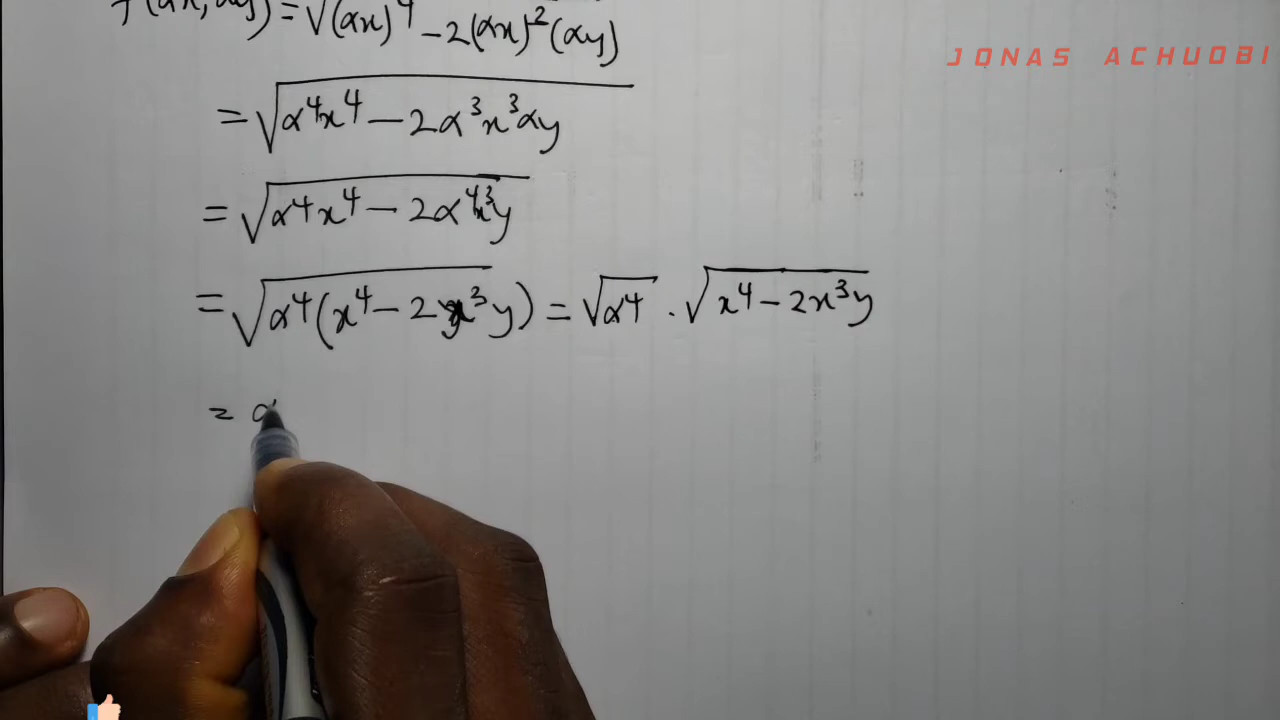 f(αx, αy) = √(αx)⁴ - 2(αx)²(αy)
JONAS ACHUOBI
= √α⁴x⁴ - 2α³x³αy
= √α⁴x⁴ - 2α⁴x³y
= √α⁴(x⁴ - 2x³y) = √α⁴ . √x⁴ - 2x³y
= α